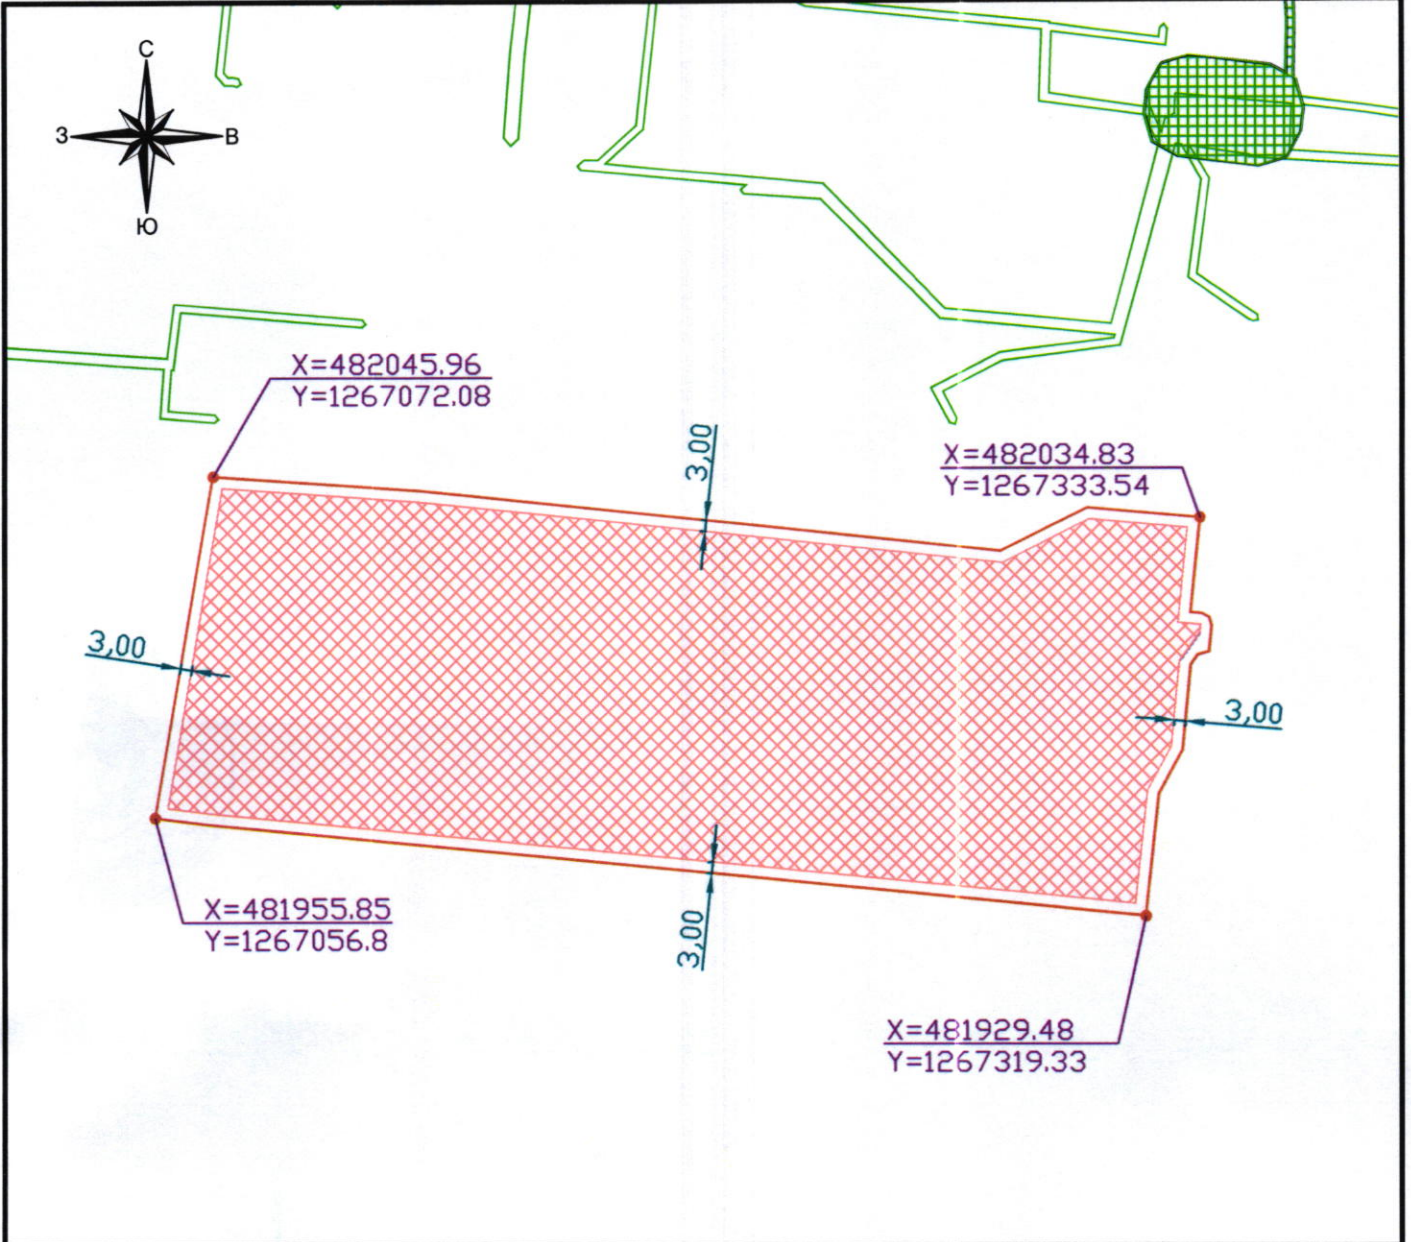 С
З
В
Ю
X=482045.96
Y=1267072.08
3,00
X=482034.83
Y=1267333.54
3,00
3,00
X=481955.85
Y=1267056.8
3,00
X=481929.48
Y=1267319.33